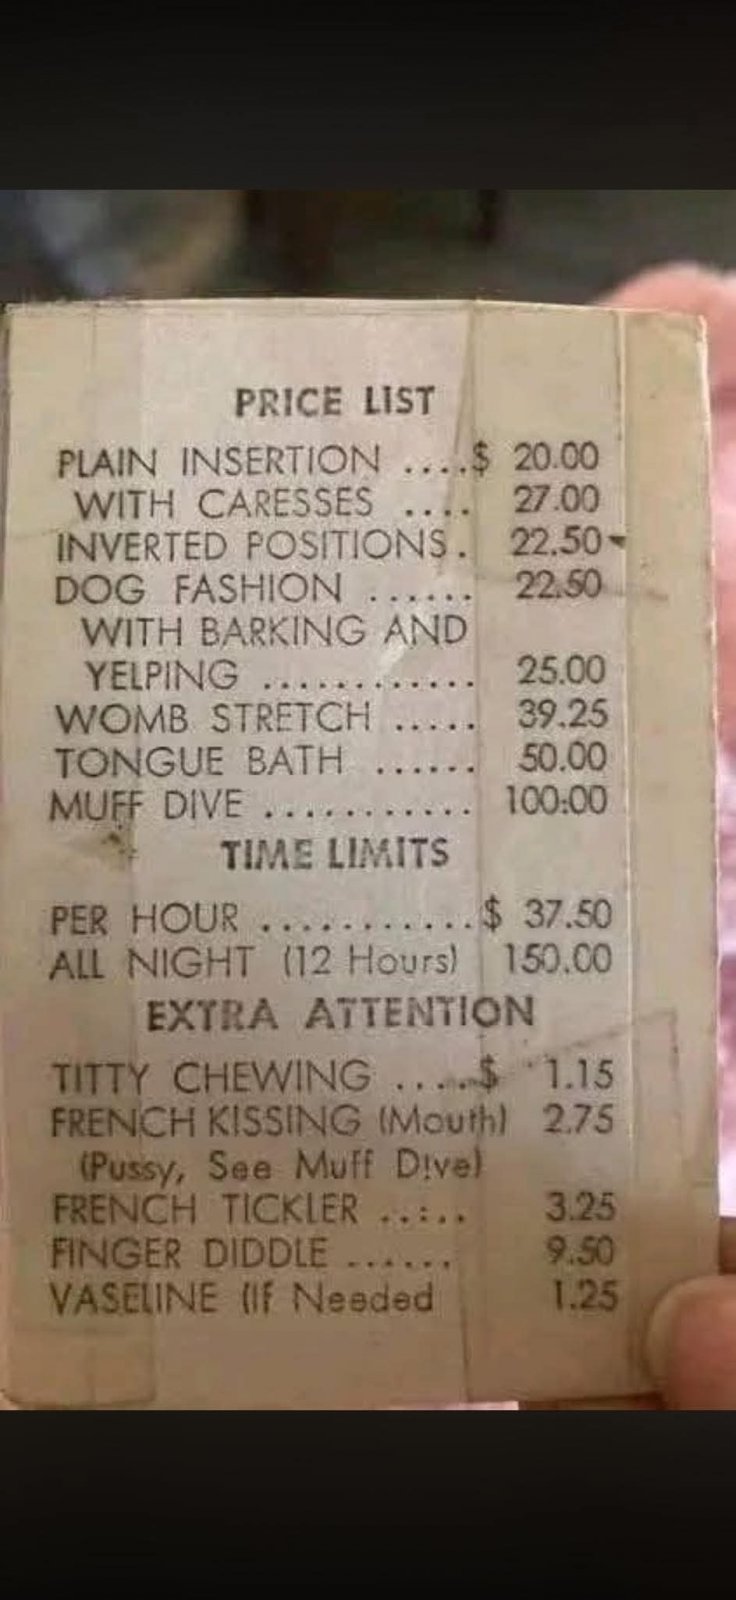 PRICE LIST
PLAIN INSERTION ....$ 20.00
WITH CARESSES .... 27.00
INVERTED POSITIONS. 22.50
DOG FASHION ...... 22.50
WITH BARKING AND
YELPING ............ 25.00
WOMB STRETCH ..... 39.25
TONGUE BATH ...... 50.00
MUFF DIVE ........... 100:00
TIME LIMITS
PER HOUR ...........$ 37.50
ALL NIGHT (12 Hours) 150.00
EXTRA ATTENTION
TITTY CHEWING .....$ 1.15
FRENCH KISSING (Mouth) 2.75
(Pussy, See Muff Dive)
FRENCH TICKLER ..:.. 3.25
FINGER DIDDLE ...... 9.50
VASELINE (If Needed 1.25